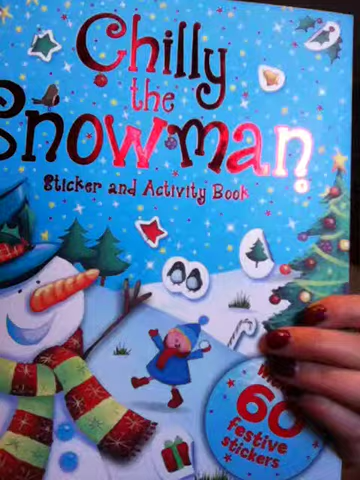 Chilly
the
Snowman
Sticker and Activity Book
60
festive
stickers